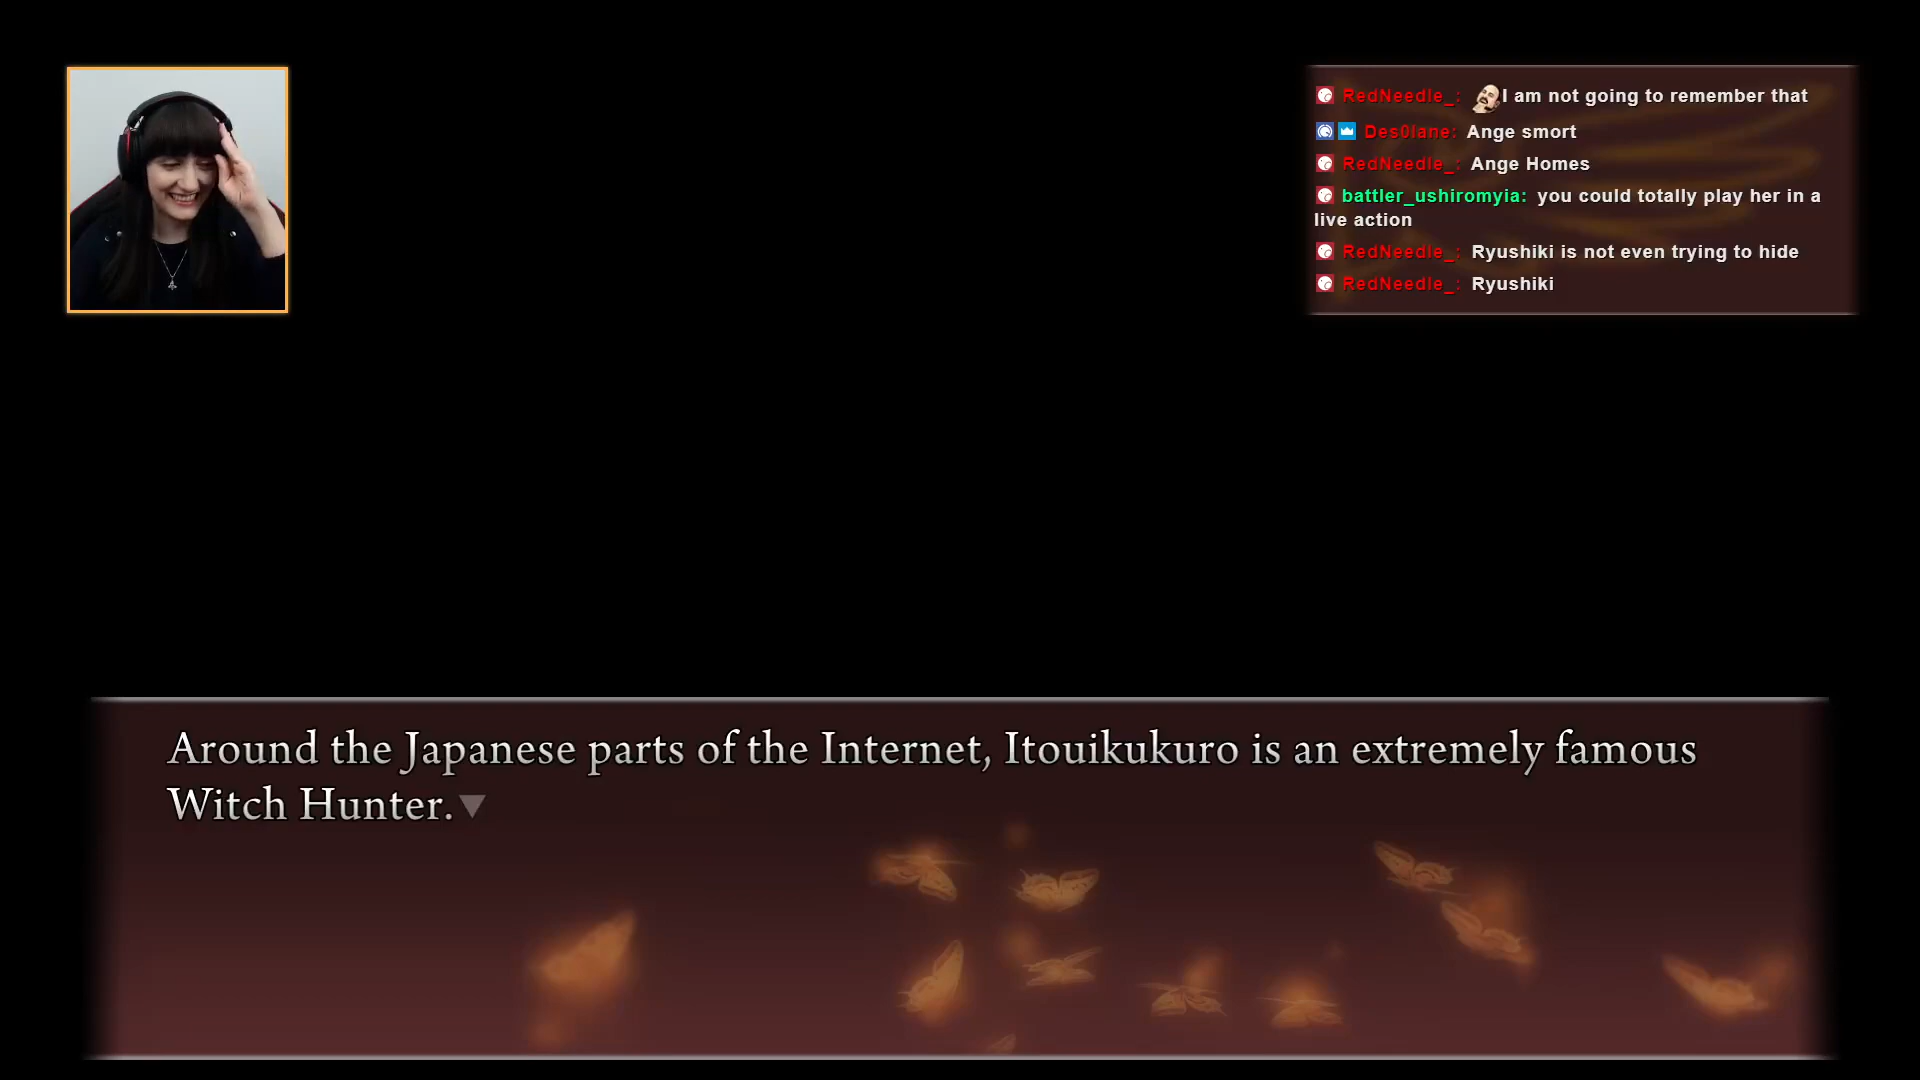 RedNeedle_: I am not going to remember that
Des0lane: Ange smort
RedNeedle_: Ange Homes
battler_ushiromyia: you could totally play her in a
live action
RedNeedle_: Ryushiki is not even trying to hide
RedNeedle_: Ryushiki
Around the Japanese parts of the Internet, Itouikukuro is an extremely famous
Witch Hunter.